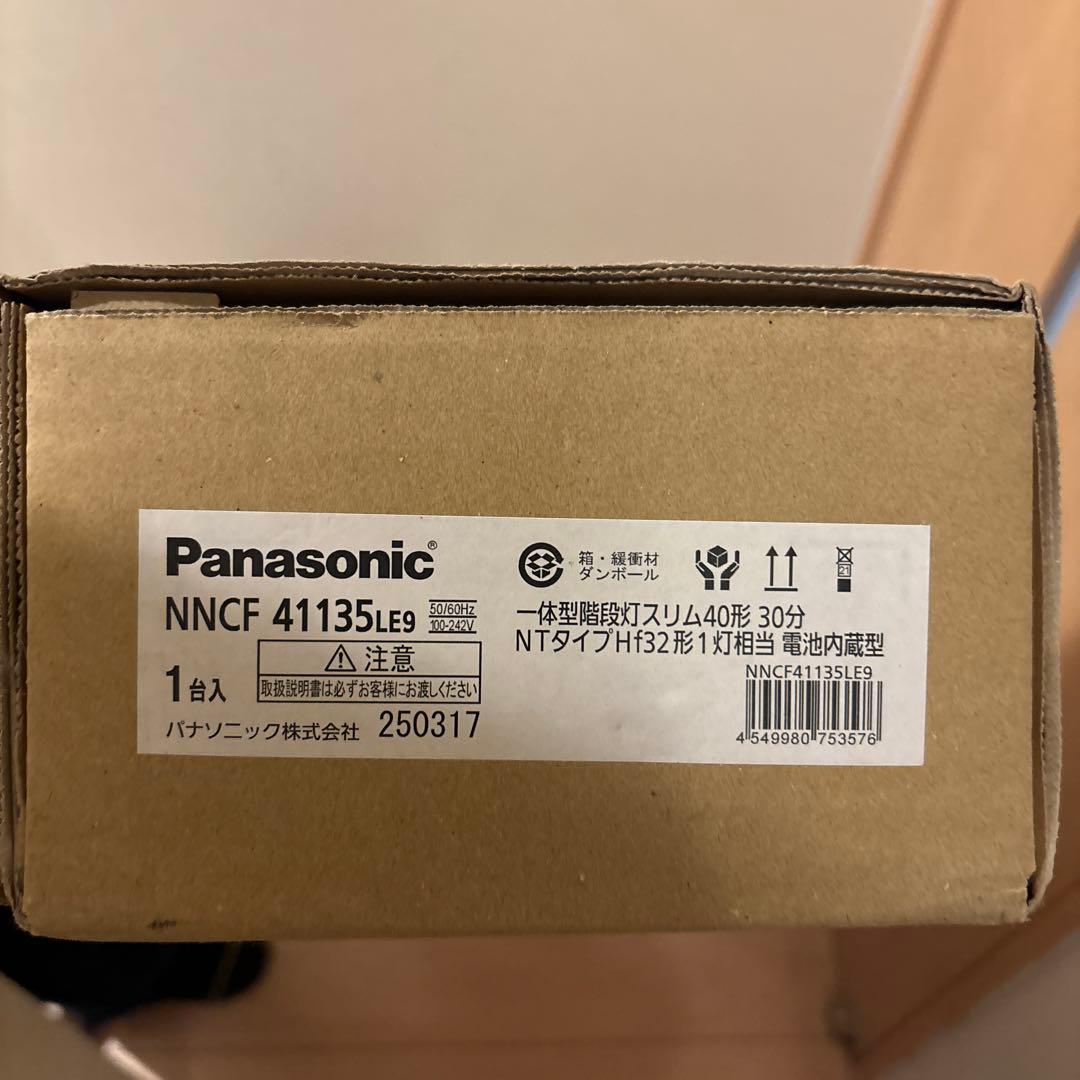 Panasonic®
NNCF 41135LE9 50/60Hz 100-242V
⚠ 注意
取扱説明書は必ずお客様にお渡しください
1台入
パナソニック株式会社 250317
箱・緩衝材
ダンボール
21
一体型階段灯スリム40形 30分
NTタイプHf32形1灯相当 電池内蔵型
NNCF41135LE9
4 549980 753576